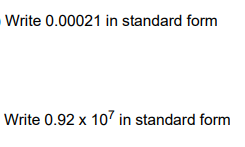 Write 0.00021 in standard form
Write 0.92 x 10⁷ in standard form